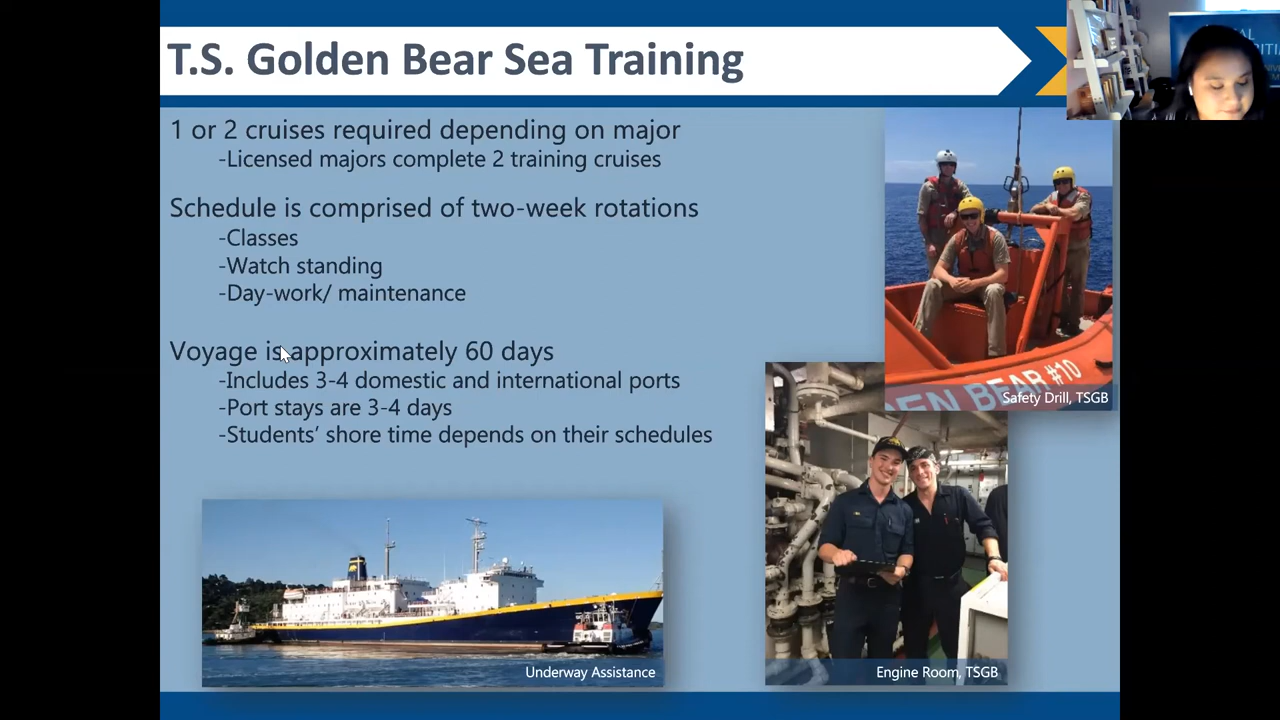 T.S. Golden Bear Sea Training
1 or 2 cruises required depending on major
-Licensed majors complete 2 training cruises
Schedule is comprised of two-week rotations
-Classes
-Watch standing
-Day-work/ maintenance
Voyage is approximately 60 days
-Includes 3-4 domestic and international ports
-Port stays are 3-4 days
-Students’ shore time depends on their schedules
EN BEAR #10
Safety Drill, TSGB
Underway Assistance
Engine Room, TSGB